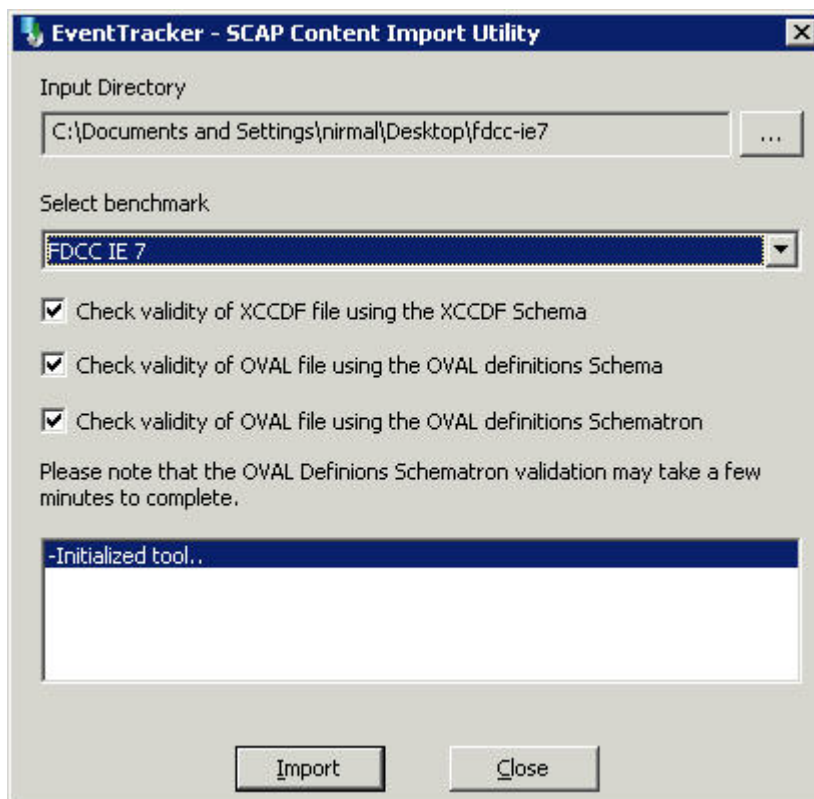 EventTracker - SCAP Content Import Utility
Input Directory
C:\Documents and Settings\nirmal\Desktop\fdcc-ie7
...
Select benchmark
FDCC IE 7
Check validity of XCCDF file using the XCCDF Schema
Check validity of OVAL file using the OVAL definitions Schema
Check validity of OVAL file using the OVAL definitions Schematron
Please note that the OVAL Definions Schematron validation may take a few
minutes to complete.
-Initialized tool..
Import
Close